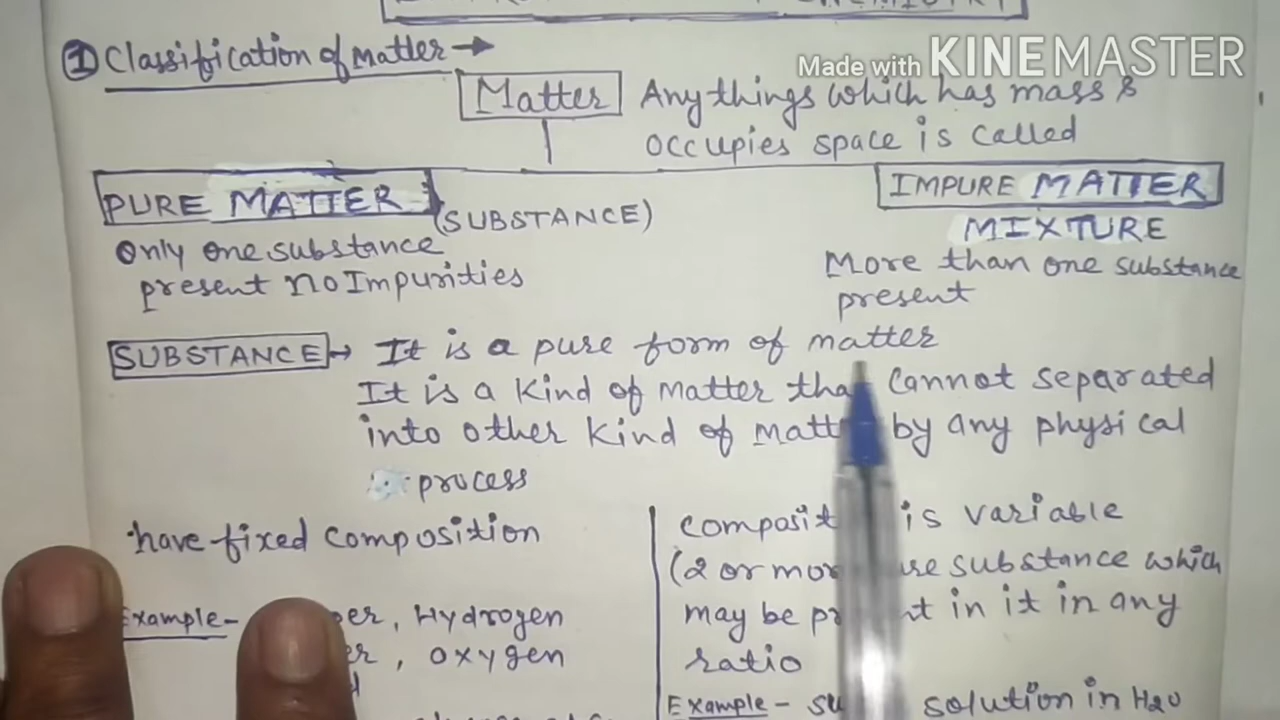 ① Classification of matter →
Made with KINEMASTER
Matter Any things which has mass &
occupies space is called
PURE MATTER (SUBSTANCE)
IMPURE MATTER
MIXTURE
Only one substance
present no Impurities
More than one substance
present
SUBSTANCE → It is a pure form of matter
It is a kind of matter tha cannot separated
into other kind of matt by any physical
process
have fixed composition
Example- Hydrogen
, oxygen
composit is variable
(2 or mor substance which
may be in it in any
ratio
Example - solution in H2O